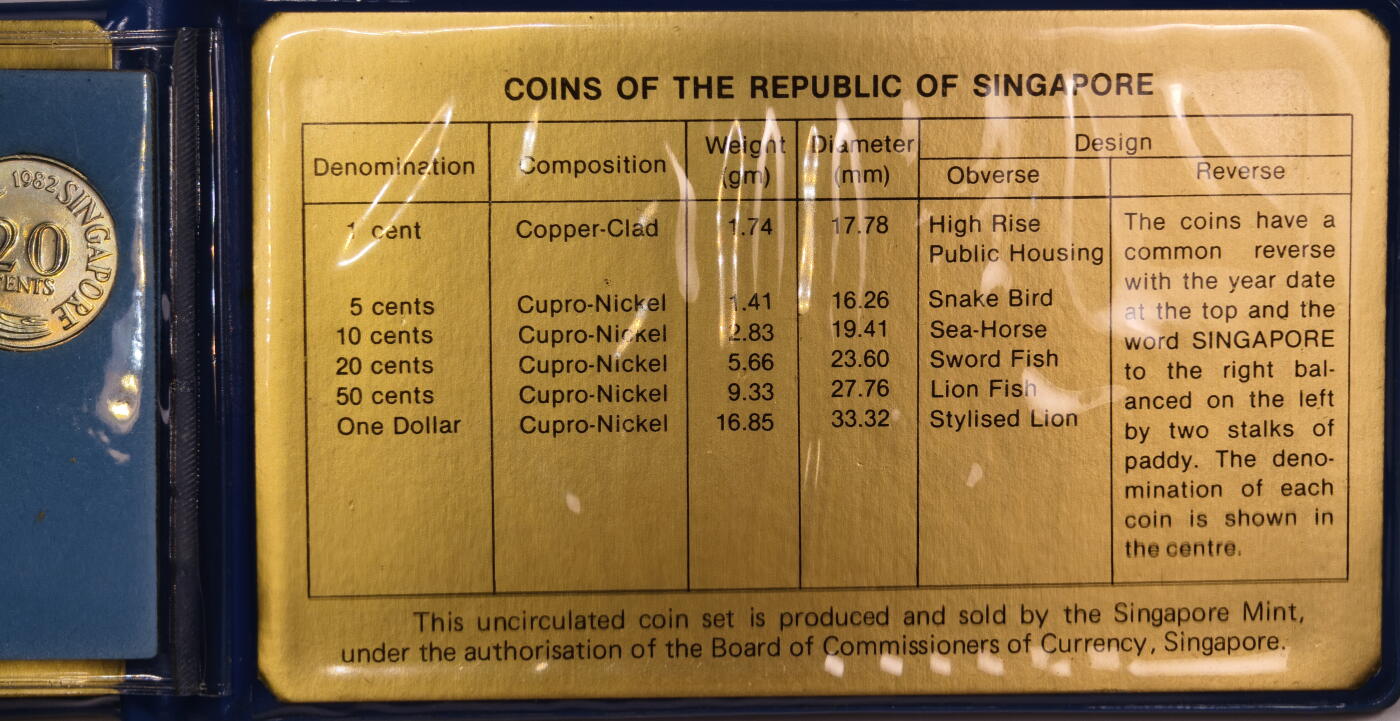 1982 SINGAPORE
20
CENTS
COINS OF THE REPUBLIC OF SINGAPORE
Denomination Composition Weight (gm) Diameter (mm) Design
Obverse Reverse
1 cent Copper-Clad 1.74 17.78 High Rise
Public Housing
5 cents Cupro-Nickel 1.41 16.26 Snake Bird
10 cents Cupro-Nickel 2.83 19.41 Sea-Horse
20 cents Cupro-Nickel 5.66 23.60 Sword Fish
50 cents Cupro-Nickel 9.33 27.76 Lion Fish
One Dollar Cupro-Nickel 16.85 33.32 Stylised Lion
The coins have a
common reverse
with the year date
at the top and the
word SINGAPORE
to the right bal-
anced on the left
by two stalks of
paddy. The deno-
mination of each
coin is shown in
the centre.
This uncirculated coin set is produced and sold by the Singapore Mint,
under the authorisation of the Board of Commissioners of Currency, Singapore.